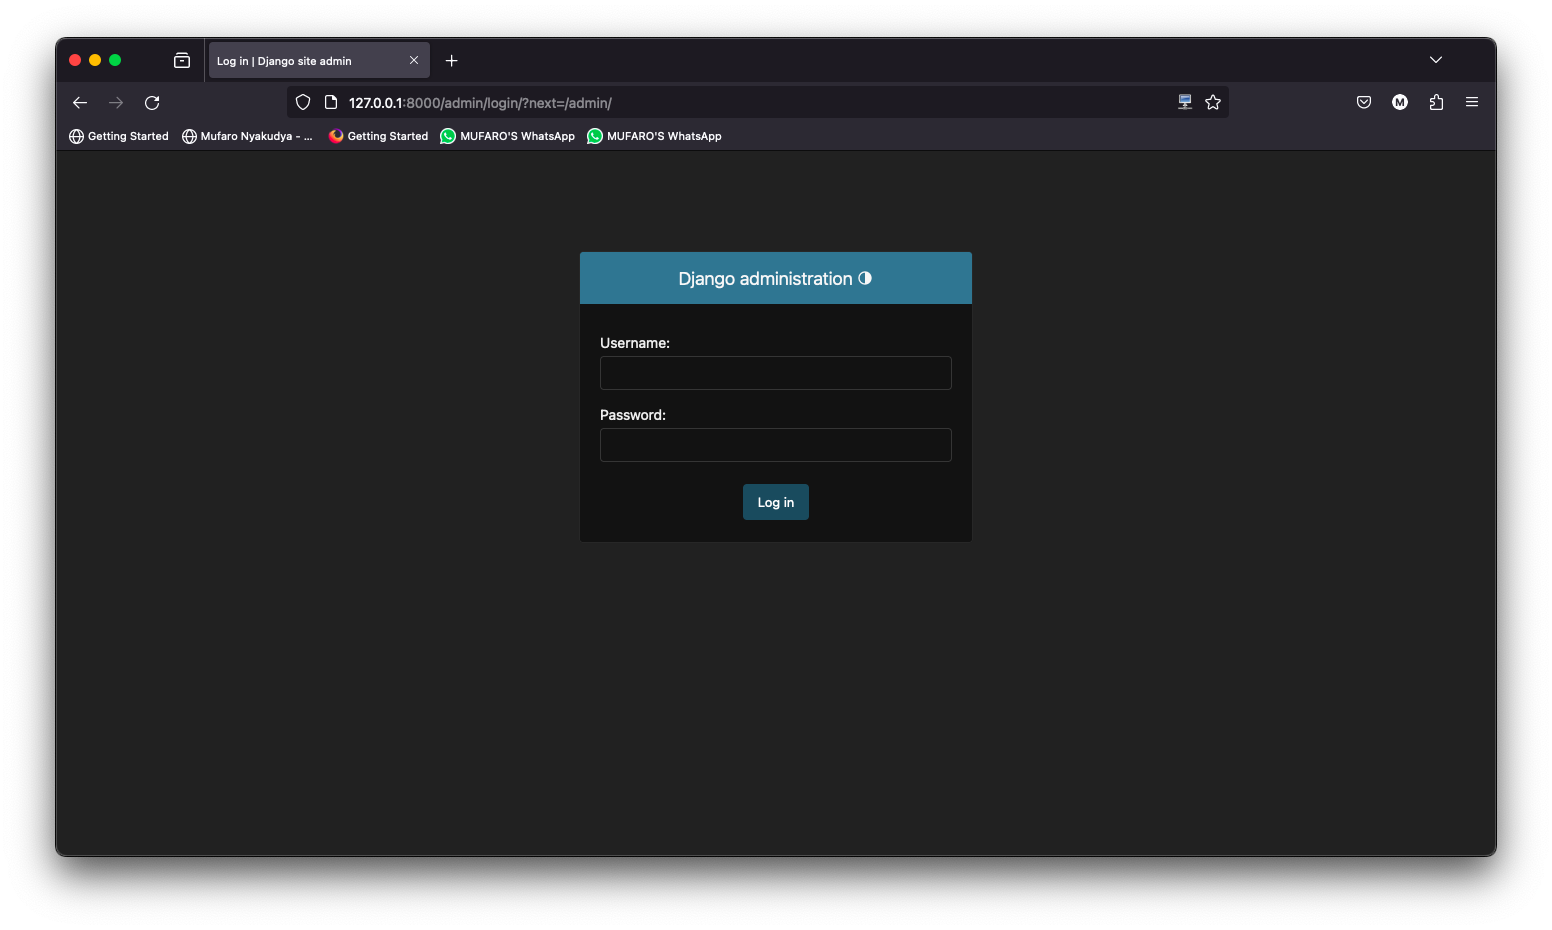 Log in | Django site admin
127.0.0.1:8000/admin/login/?next=/admin/
M
Getting Started Mufaro Nyakudya - ... Getting Started MUFARO'S WhatsApp MUFARO'S WhatsApp
Django administration
Username:
Password:
Log in